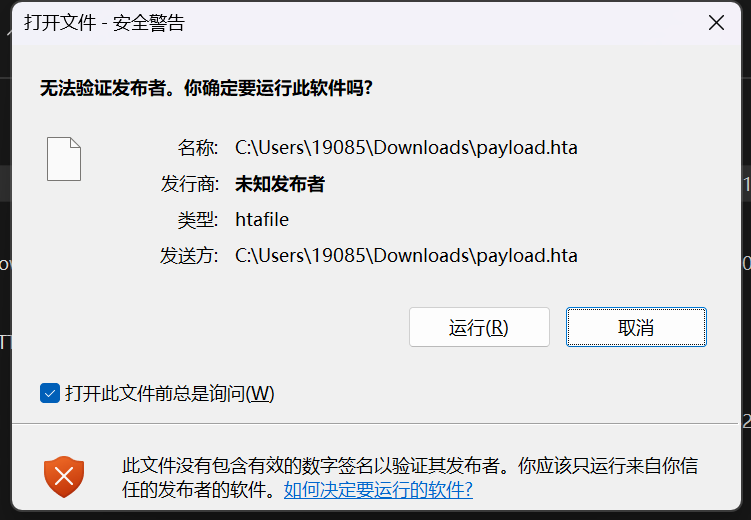 打开文件 - 安全警告
无法验证发布者。你确定要运行此软件吗?
名称: C:\Users\19085\Downloads\payload.hta
发行商: 未知发布者
类型: htafile
发送方: C:\Users\19085\Downloads\payload.hta
运行(R)
取消
打开此文件前总是询问(W)
此文件没有包含有效的数字签名以验证其发布者。你应该只运行来自你信
任的发布者的软件。如何决定要运行的软件?